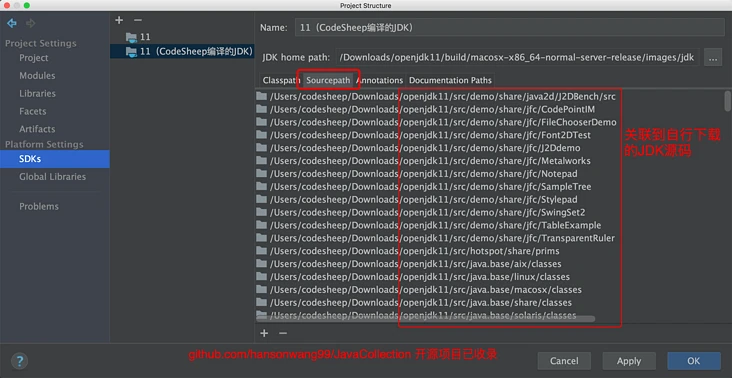 Project Structure
Project Settings
Project
Modules
Libraries
Facets
Artifacts
Platform Settings
SDKs
Global Libraries
Problems
11
11（CodeSheep编译的JDK）
Name: 11（CodeSheep编译的JDK）
JDK home path: /Downloads/openjdk11/build/macosx-x86_64-normal-server-release/images/jdk ...
Classpath Sourcepath Annotations Documentation Paths
/Users/codesheep/Downloads/openjdk11/src/demo/share/java2d/J2DBench/src
/Users/codesheep/Downloads/openjdk11/src/demo/share/jfc/CodePointIM
/Users/codesheep/Downloads/openjdk11/src/demo/share/jfc/FileChooserDemo
/Users/codesheep/Downloads/openjdk11/src/demo/share/jfc/Font2DTest
/Users/codesheep/Downloads/openjdk11/src/demo/share/jfc/J2Ddemo
/Users/codesheep/Downloads/openjdk11/src/demo/share/jfc/Metalworks
/Users/codesheep/Downloads/openjdk11/src/demo/share/jfc/Notepad
/Users/codesheep/Downloads/openjdk11/src/demo/share/jfc/SampleTree
/Users/codesheep/Downloads/openjdk11/src/demo/share/jfc/Stylepad
/Users/codesheep/Downloads/openjdk11/src/demo/share/jfc/SwingSet2
/Users/codesheep/Downloads/openjdk11/src/demo/share/jfc/TableExample
/Users/codesheep/Downloads/openjdk11/src/demo/share/jfc/TransparentRuler
/Users/codesheep/Downloads/openjdk11/src/hotspot/share/prims
/Users/codesheep/Downloads/openjdk11/src/java.base/aix/classes
/Users/codesheep/Downloads/openjdk11/src/java.base/linux/classes
/Users/codesheep/Downloads/openjdk11/src/java.base/macosx/classes
/Users/codesheep/Downloads/openjdk11/src/java.base/share/classes
/Users/codesheep/Downloads/openjdk11/src/java.base/solaris/classes
关联到自行下载
的JDK源码
github.com/hansonwang99/JavaCollection 开源项目已收录
Cancel
Apply
OK